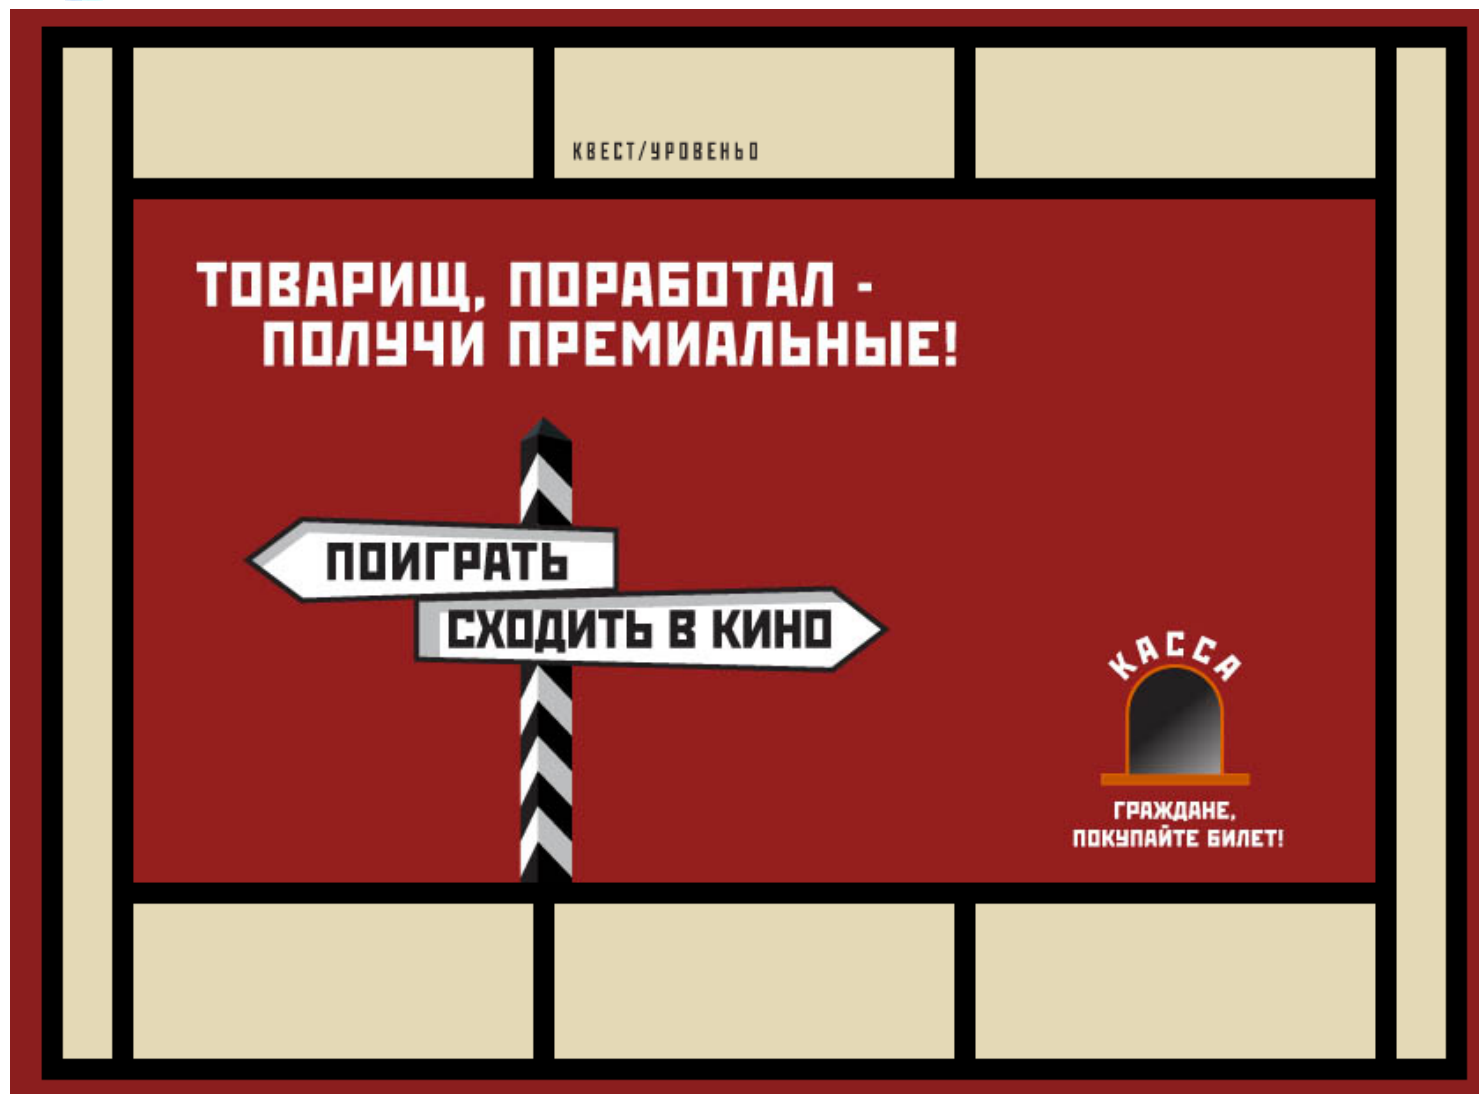 КВЕСТ/УРОВЕНЬ0
ТОВАРИЩ, ПОРАБОТАЛ -
ПОЛУЧИ ПРЕМИАЛЬНЫЕ!
ПОИГРАТЬ
СХОДИТЬ В КИНО
КАССА
ГРАЖДАНЕ,
ПОКУПАЙТЕ БИЛЕТ!